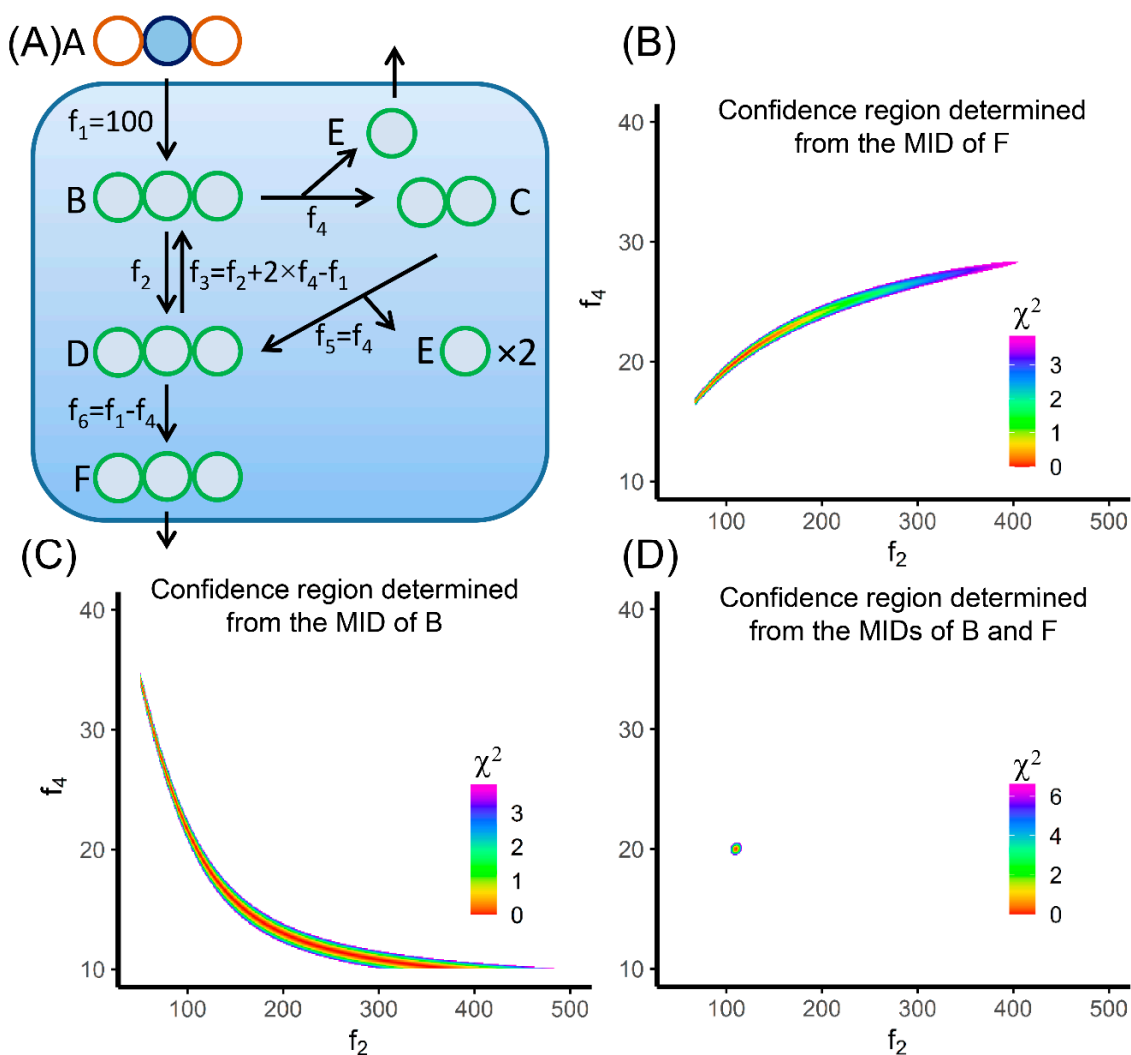 (A) A
f1=100
E
B
C
f4
f2
f3=f2+2×f4-f1
f5=f4
D
E ×2
f6=f1-f4
F
(B)
Confidence region determined
from the MID of F
40
30
20
10
f4
χ2
3
2
1
0
100 200 300 400 500
f2
(C)
Confidence region determined
from the MID of B
40
30
20
10
f4
χ2
3
2
1
0
100 200 300 400 500
f2
(D)
Confidence region determined
from the MIDs of B and F
40
30
20
10
f4
χ2
6
4
2
0
100 200 300 400 500
f2